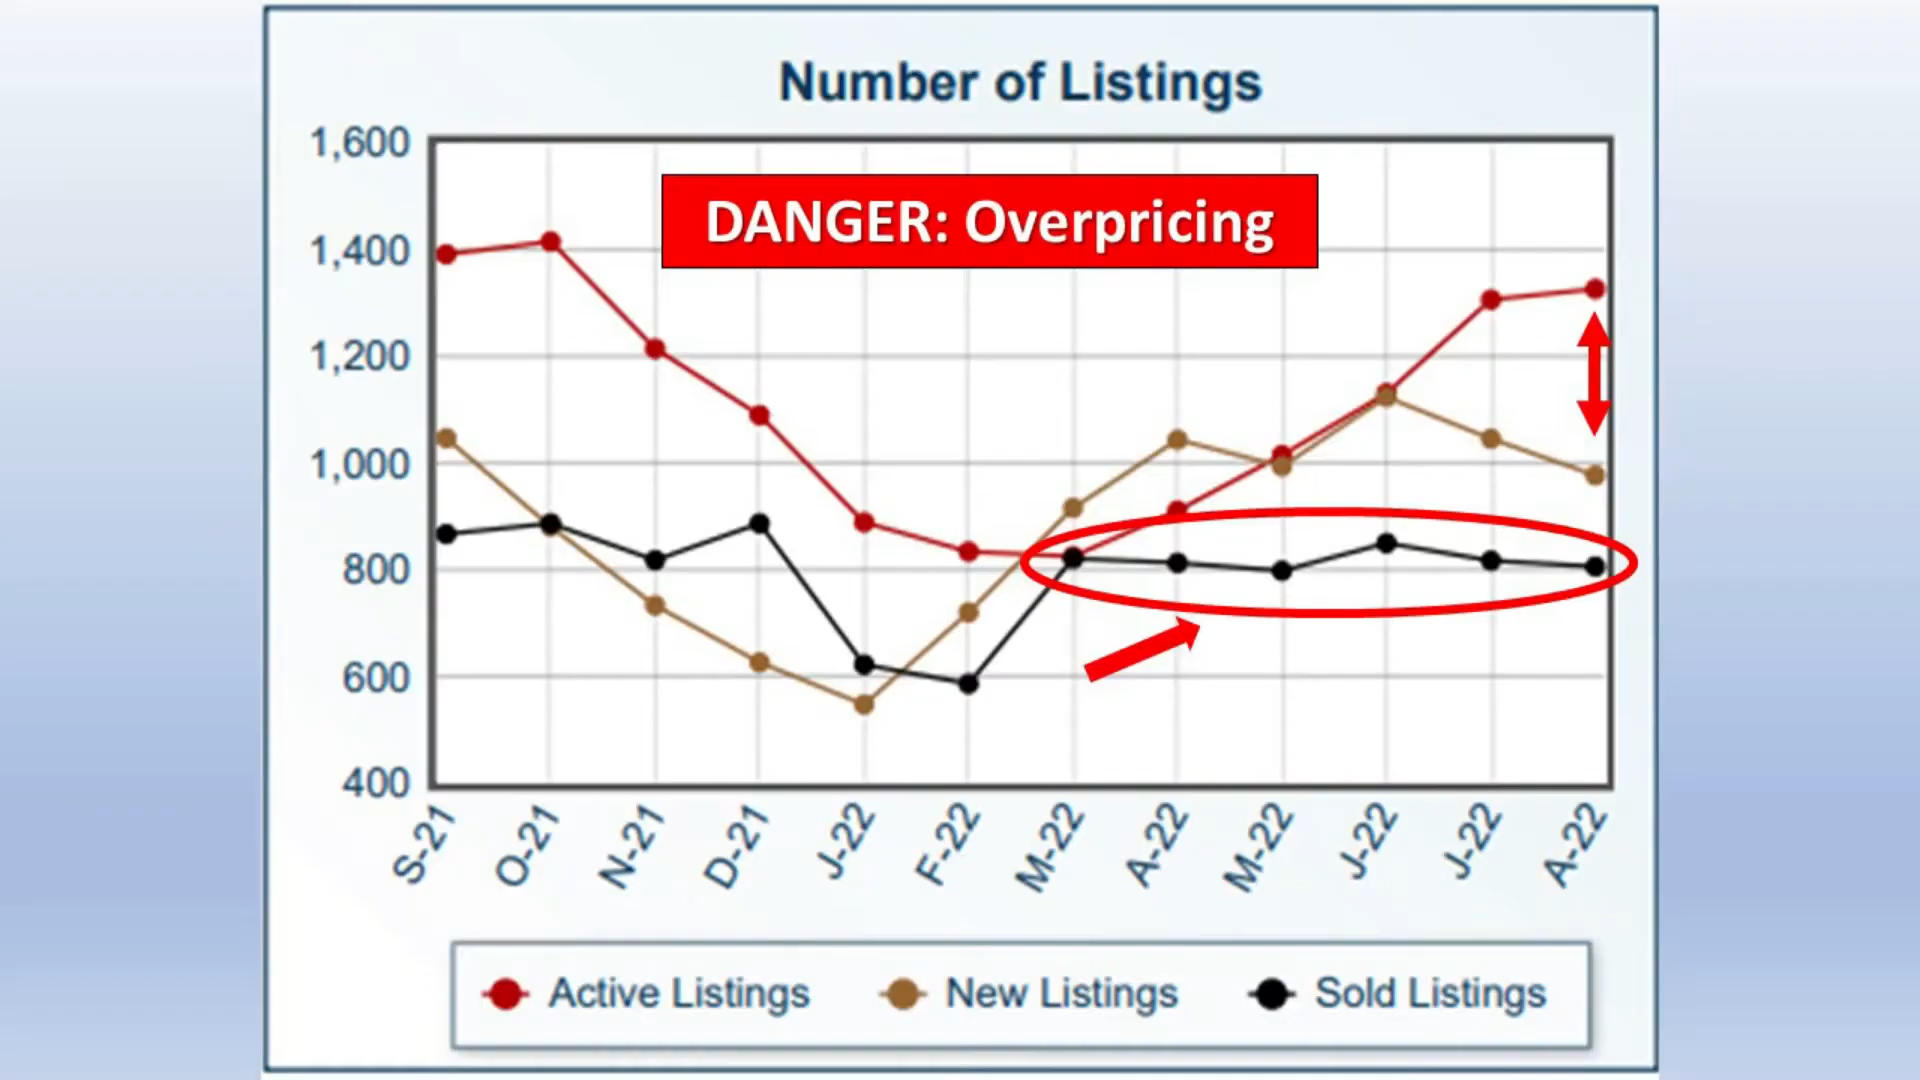 Number of Listings
DANGER: Overpricing
1,600
1,400
1,200
1,000
800
600
400
S-21
O-21
N-21
D-21
J-22
F-22
M-22
A-22
M-22
J-22
J-22
A-22
Active Listings
New Listings
Sold Listings